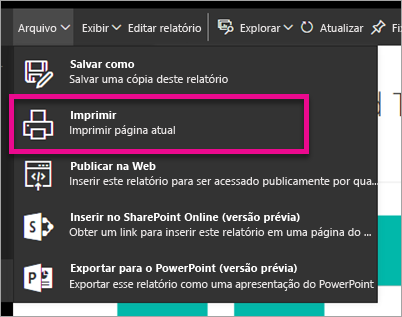 Arquivo Exibir Editar relatório Explorar Atualizar Fi
Salvar como
Salvar uma cópia deste relatório
Imprimir
Imprimir página atual
Publicar na Web
Inserir este relatório para ser acessado publicamente por qua...
Inserir no SharePoint Online (versão prévia)
Obter um link para inserir este relatório em uma página do ...
Exportar para o PowerPoint (versão prévia)
Exportar esse relatório como uma apresentação do PowerPoint